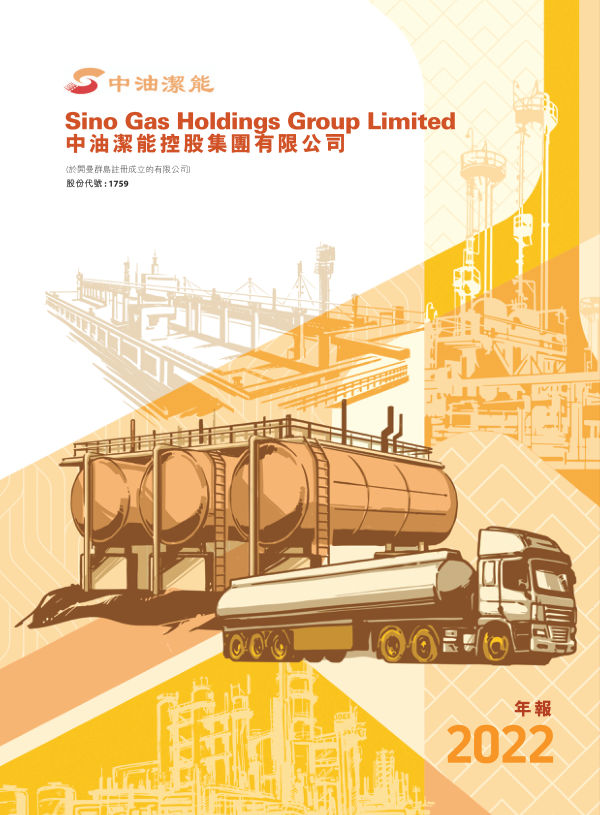 中油潔能
Sino Gas Holdings Group Limited
中油潔能控股集團有限公司
(於開曼群島註冊成立的有限公司)
股份代號 : 1759
年報
2022